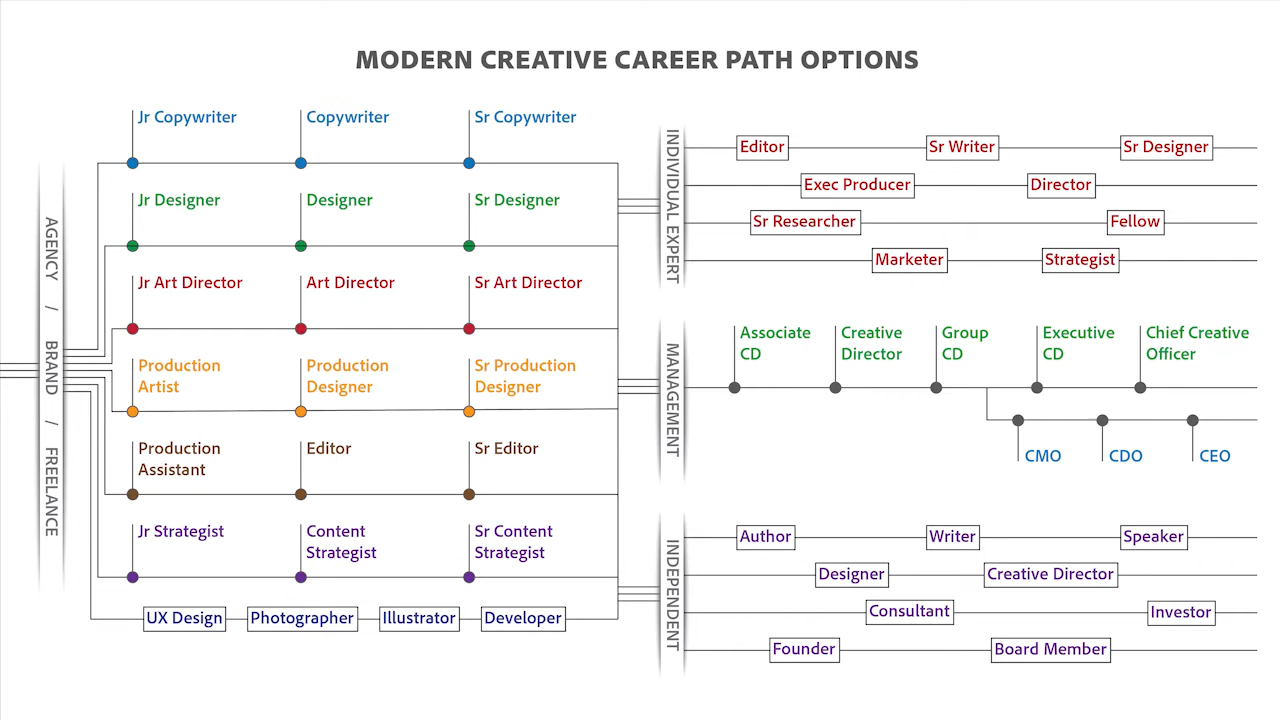 MODERN CREATIVE CAREER PATH OPTIONS
AGENCY / BRAND / FREELANCE
Jr Copywriter
Copywriter
Sr Copywriter
Jr Designer
Designer
Sr Designer
Jr Art Director
Art Director
Sr Art Director
Production
Artist
Production
Designer
Sr Production
Designer
Production
Assistant
Editor
Sr Editor
Jr Strategist
Content
Strategist
Sr Content
Strategist
UX Design
Photographer
Illustrator
Developer
INDIVIDUAL EXPERT
Editor
Sr Writer
Sr Designer
Exec Producer
Director
Sr Researcher
Fellow
Marketer
Strategist
MANAGEMENT
Associate
CD
Creative
Director
Group
CD
Executive
CD
Chief Creative
Officer
CMO
CDO
CEO
INDEPENDENT
Author
Writer
Speaker
Designer
Creative Director
Consultant
Investor
Founder
Board Member